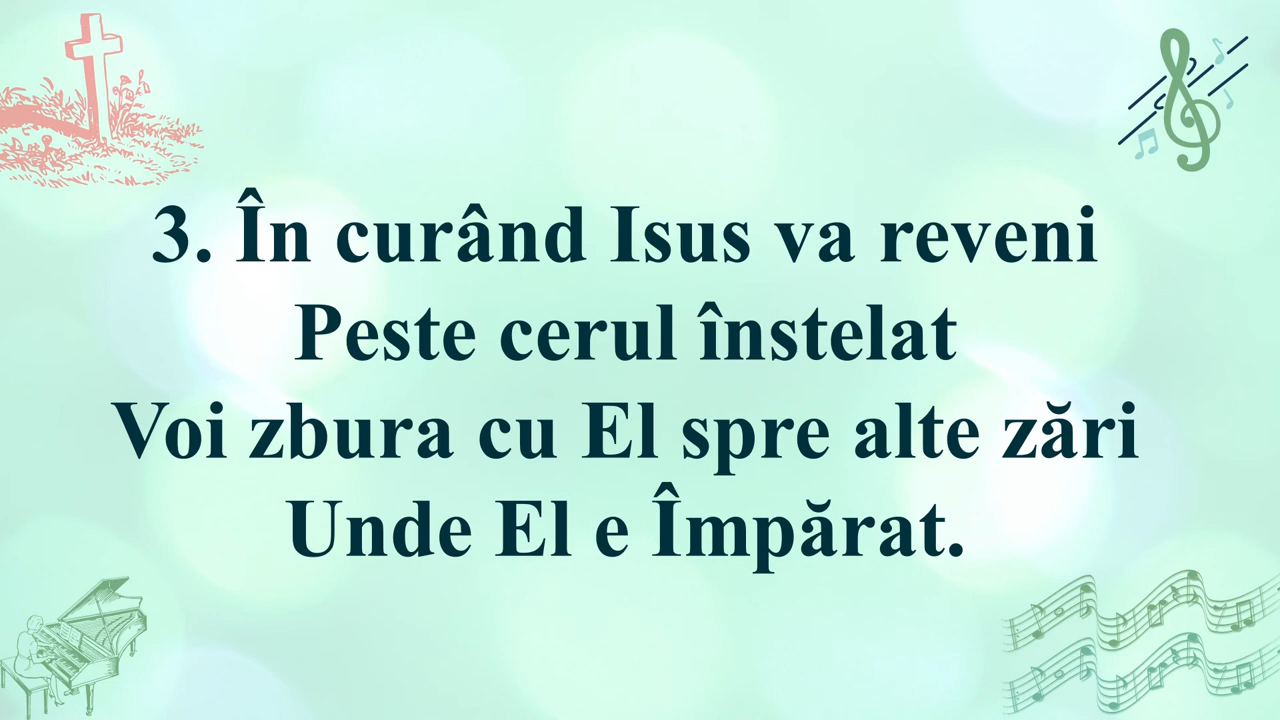 3. În curând Isus va reveni
Peste cerul înstelat
Voi zbura cu El spre alte zări
Unde El e Împărat.